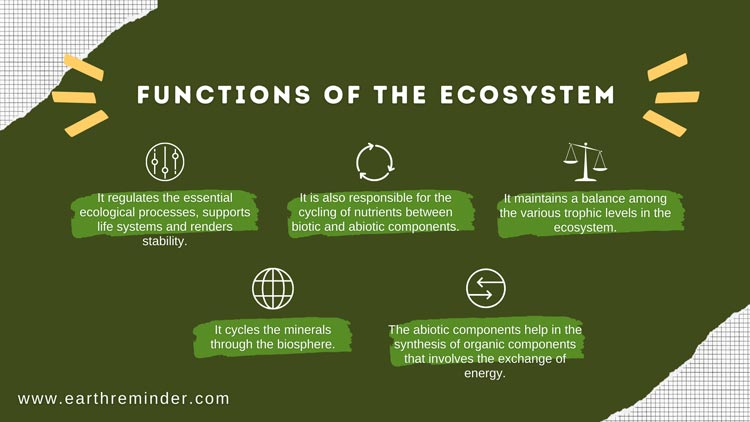 FUNCTIONS OF THE ECOSYSTEM
It regulates the essential
ecological processes, supports
life systems and renders
stability.
It is also responsible for the
cycling of nutrients between
biotic and abiotic components.
It maintains a balance among
the various trophic levels in the
ecosystem.
It cycles the minerals
through the biosphere.
The abiotic components help in the
synthesis of organic components
that involves the exchange of
energy.
www.earthreminder.com